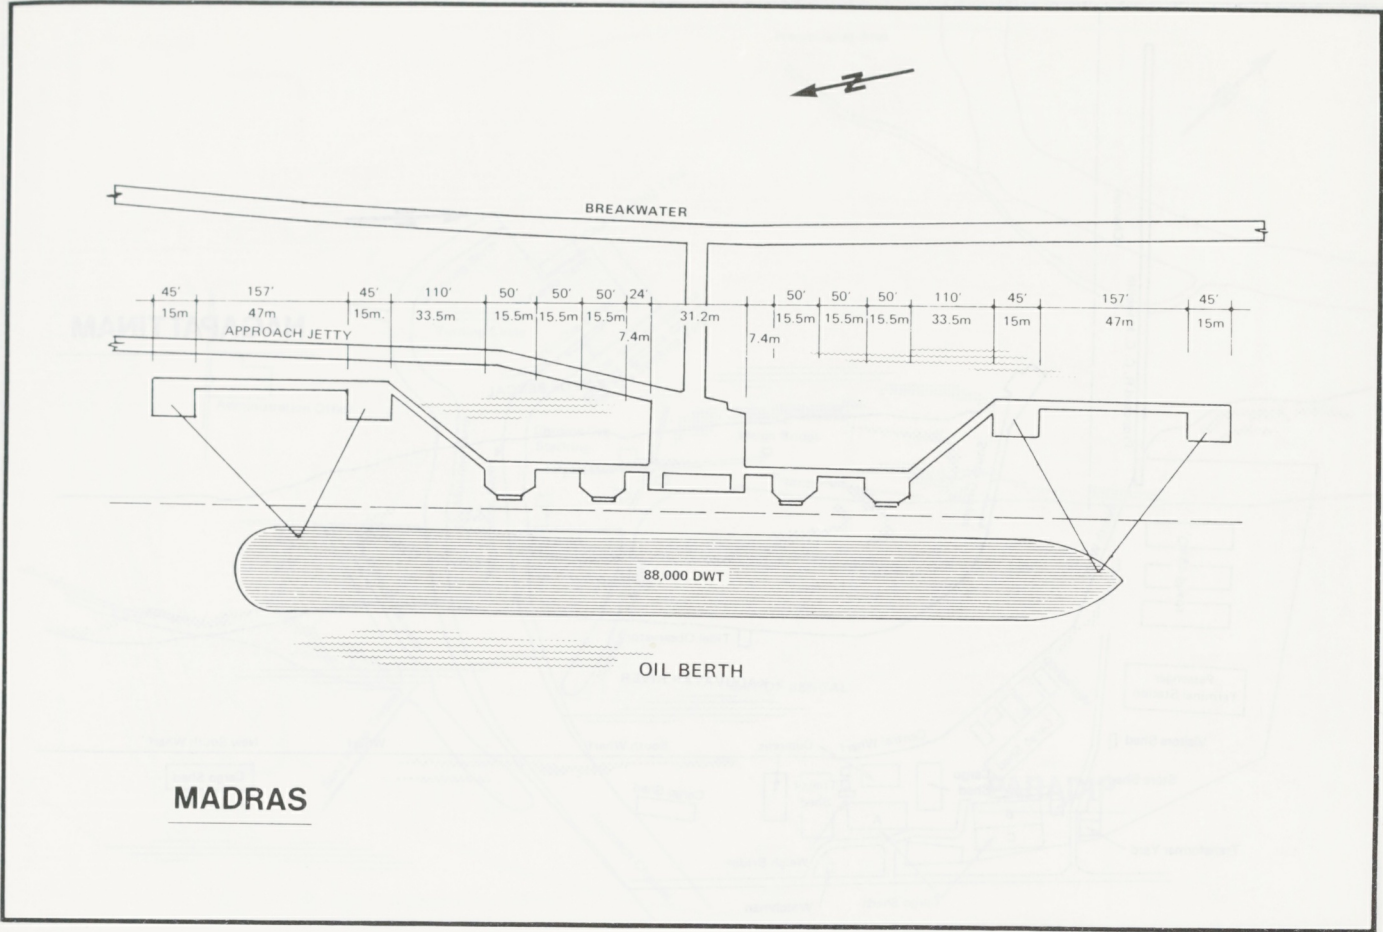 N
BREAKWATER
45' 157' 45' 110' 50' 50' 50' 24' 50' 50' 50' 110' 45' 157' 45'
15m 47m 15m. 33.5m 15.5m 15.5m 15.5m 31.2m 15.5m 15.5m 15.5m 33.5m 15m 47m 15m
7.4m 7.4m
APPROACH JETTY
88,000 DWT
OIL BERTH
MADRAS